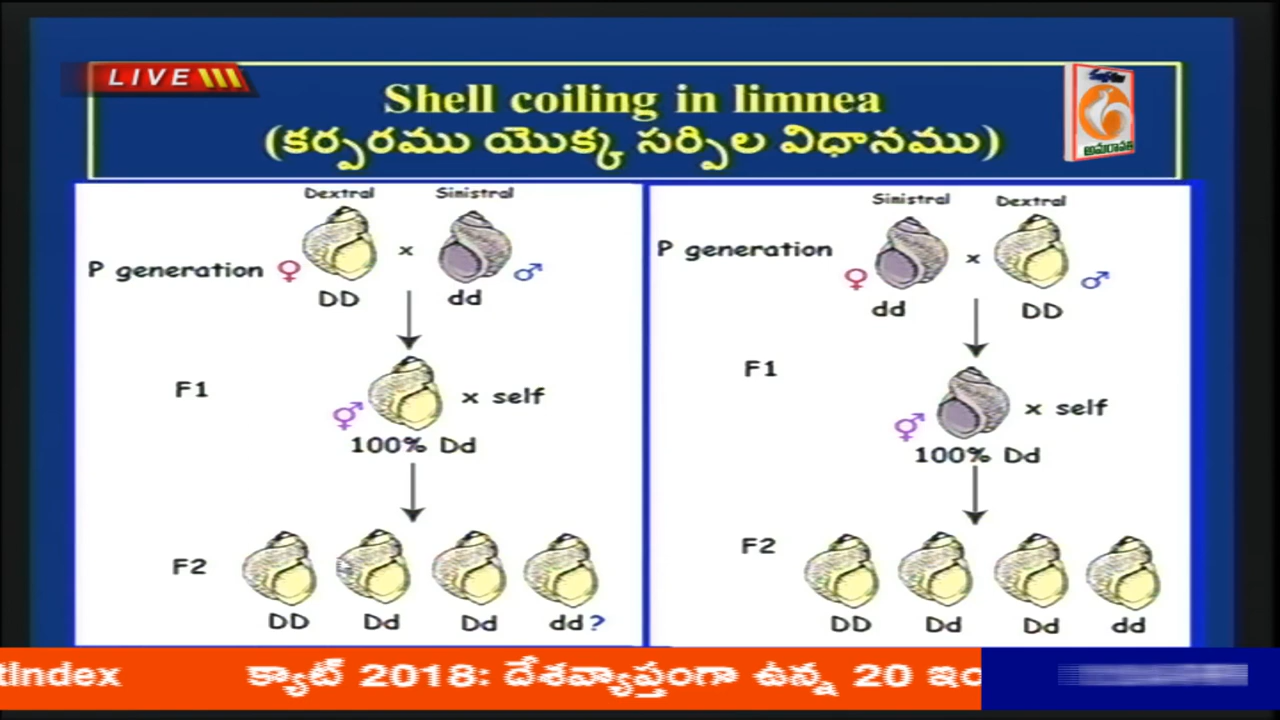 LIVE
Shell coiling in limnea
(కర్పరము యొక్క సర్పిల విధానము)
అమరావతి
Dextral Sinistral
P generation ♀ x ♂
DD dd
F1
⚥ x self
100% Dd
F2
DD Dd Dd dd?
Sinistral Dextral
P generation ♀ x ♂
dd DD
F1
⚥ x self
100% Dd
F2
DD Dd Dd dd
tIndex క్యాట్ 2018: దేశవ్యాప్తంగా ఉన్న 20 ఇం